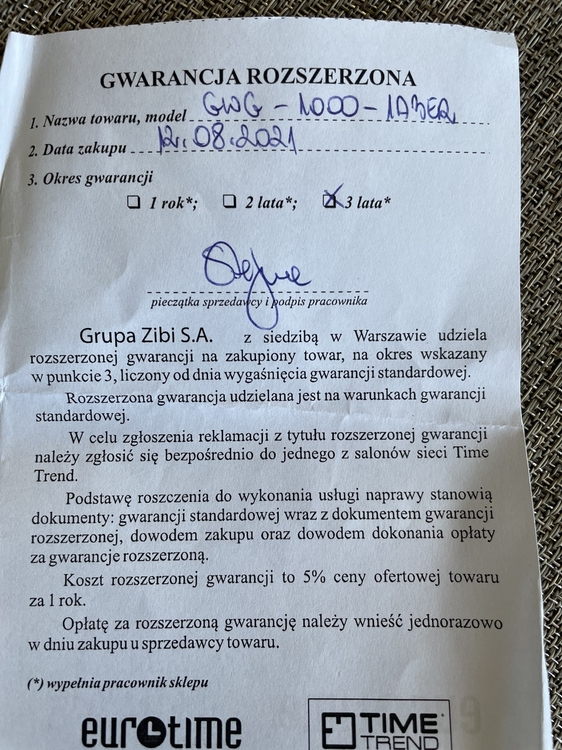 GWARANCJA ROZSZERZONA
1. Nazwa towaru, model GWG-1000-1A3ER
2. Data zakupu 12.08.2021
3. Okres gwarancji
1 rok*; 2 lata*; 3 lata*
pieczątka sprzedawcy i podpis pracownika
Grupa Zibi S.A. z siedzibą w Warszawie udziela
rozszerzonej gwarancji na zakupiony towar, na okres wskazany
w punkcie 3, liczony od dnia wygaśnięcia gwarancji standardowej.
Rozszerzona gwarancja udzielana jest na warunkach gwarancji
standardowej.
W celu zgłoszenia reklamacji z tytułu rozszerzonej gwarancji
należy zgłosić się bezpośrednio do jednego z salonów sieci Time
Trend.
Podstawę roszczenia do wykonania usługi naprawy stanowią
dokumenty: gwarancji standardowej wraz z dokumentem gwarancji
rozszerzonej, dowodem zakupu oraz dowodem dokonania opłaty
za gwarancje rozszerzoną.
Koszt rozszerzonej gwarancji to 5% ceny ofertowej towaru
za 1 rok.
Opłatę za rozszerzoną gwarancję należy wnieść jednorazowo
w dniu zakupu u sprzedawcy towaru.
(*) wypełnia pracownik sklepu
eurotime
TIME
TREND